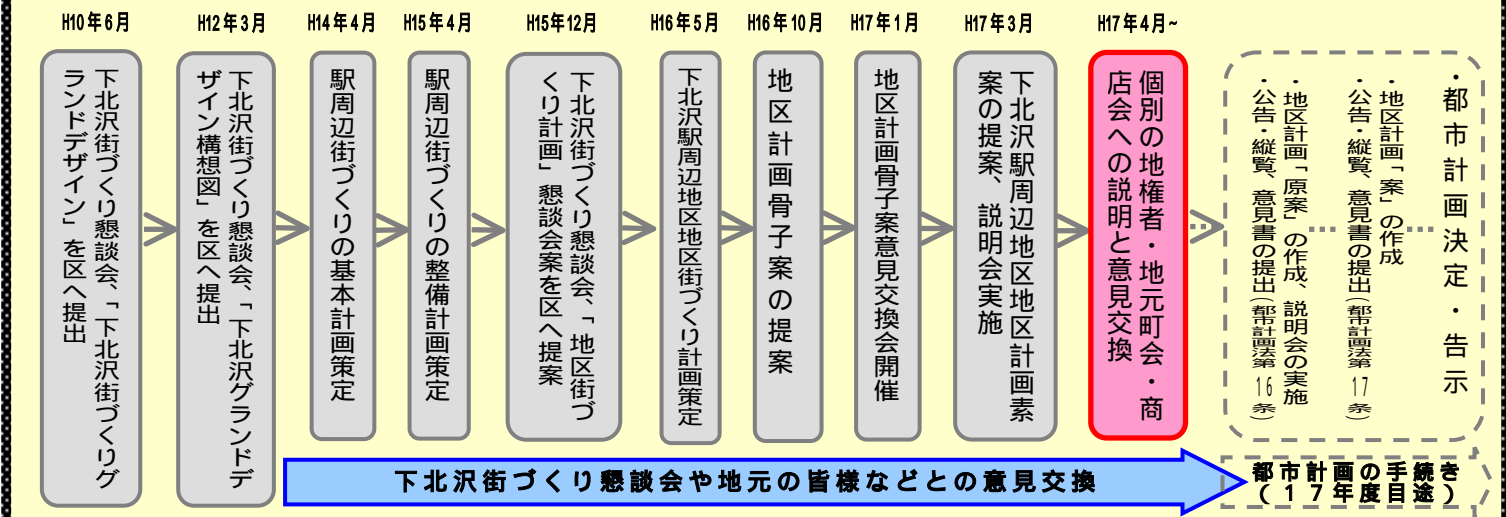 H10年6月
下北沢街づくり懇談会、「下北沢街づくりグ
ランドデザイン」を区へ提出
H12年3月
下北沢街づくり懇談会、「下北沢グランドデ
ザイン構想図」を区へ提出
H14年4月
駅周辺街づくりの基本計画策定
H15年4月
駅周辺街づくりの整備計画策定
H15年12月
下北沢街づくり懇談会、「地区街づ
くり計画」懇談会案を区へ提案
H16年5月
下北沢駅周辺地区地区街づくり計画策定
H16年10月
地区計画骨子案の提案
H17年1月
地区計画骨子案意見交換会開催
H17年3月
下北沢駅周辺地区地区計画素
案の提案、説明会実施
H17年4月~
個別の地権者・地元町会・商
店会への説明と意見交換
・地区計画「原案」の作成、説明会の実施
・公告・縦覧、意見書の提出(都市計画法第16条)
・地区計画「案」の作成
・公告・縦覧、意見書の提出(都市計画法第17条)
・都市計画決定・告示
下北沢街づくり懇談会や地元の皆様などとの意見交換
都市計画の手続き
(17年度目途)